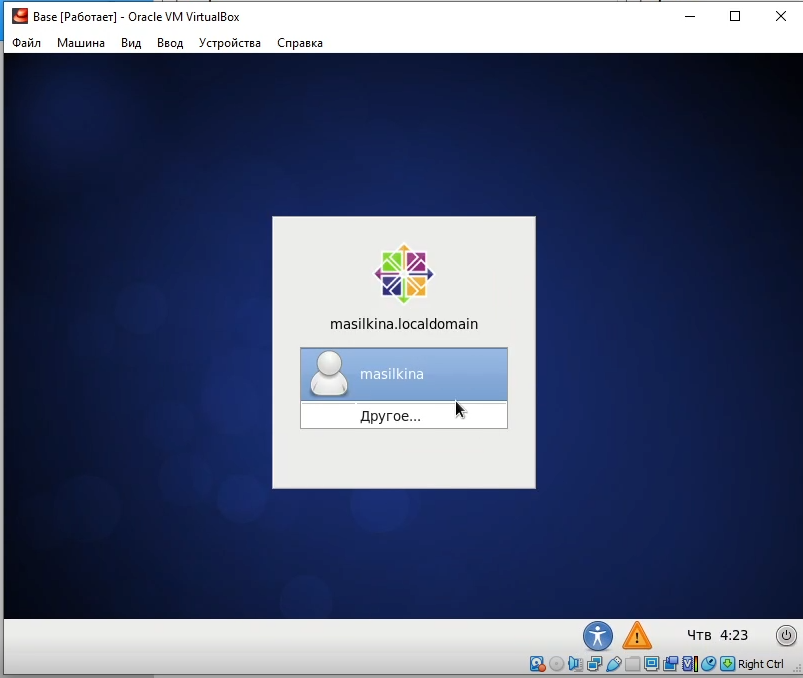 Base [Работает] - Oracle VM VirtualBox
Файл Машина Вид Ввод Устройства Справка
masilkina.localdomain
masilkina
Другое...
Чтв 4:23
Right Ctrl